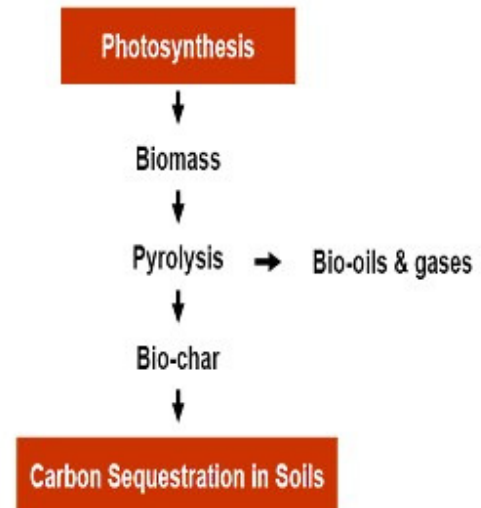 Photosynthesis
Biomass
Pyrolysis
Bio-oils & gases
Bio-char
Carbon Sequestration in Soils